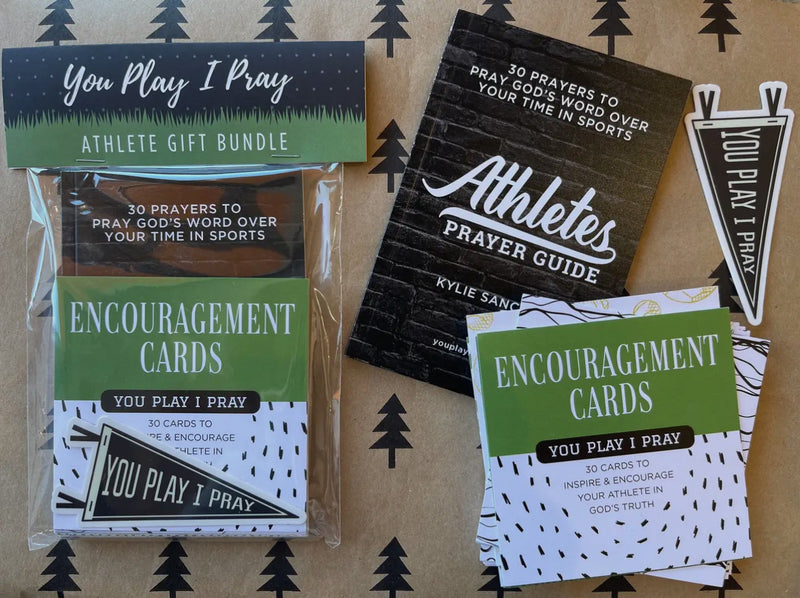 You Play I Pray
ATHLETE GIFT BUNDLE
30 PRAYERS TO
PRAY GOD'S WORD OVER
YOUR TIME IN SPORTS
ENCOURAGEMENT
CARDS
YOU PLAY I PRAY
30 CARDS TO
& ENCOURAGE
IN
YOU PLAY I PRAY
30 PRAYERS TO
PRAY GOD'S WORD OVER
YOUR TIME IN SPORTS
Athletes
PRAYER GUIDE
KYLIE
YOU PLAY I PRAY
ENCOURAGEMENT
CARDS
YOU PLAY I PRAY
30 CARDS TO
INSPIRE & ENCOURAGE
YOUR ATHLETE IN
GOD'S TRUTH